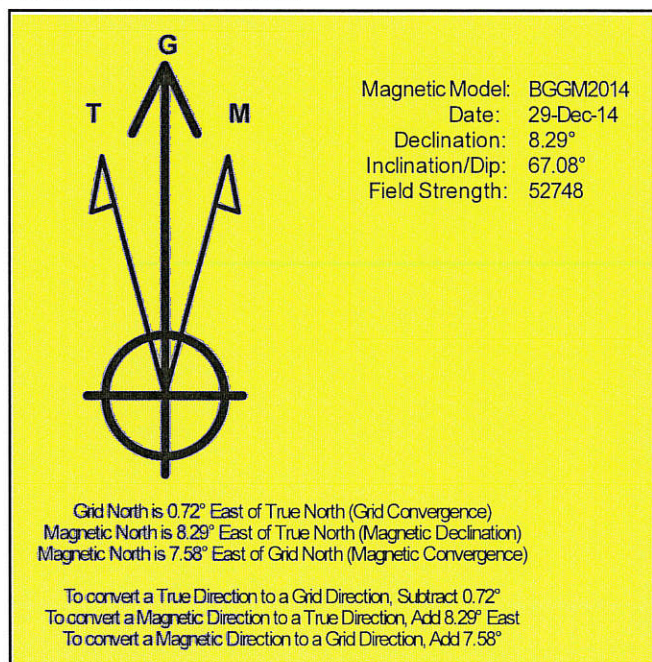 G
T
M
Magnetic Model: BGGM2014
Date: 29-Dec-14
Declination: 8.29°
Inclination/Dip: 67.08°
Field Strength: 52748
Grid North is 0.72° East of True North (Grid Convergence)
Magnetic North is 8.29° East of True North (Magnetic Declination)
Magnetic North is 7.58° East of Grid North (Magnetic Convergence)
To convert a True Direction to a Grid Direction, Subtract 0.72°
To convert a Magnetic Direction to a True Direction, Add 8.29° East
To convert a Magnetic Direction to a Grid Direction, Add 7.58°